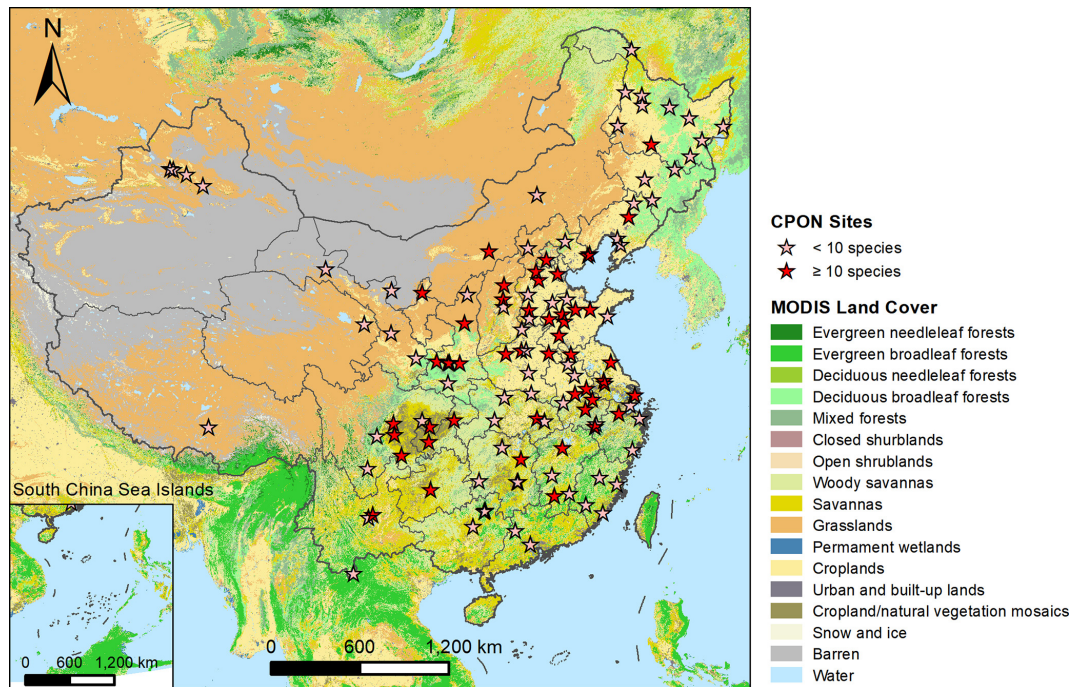 N
South China Sea Islands
0 600 1,200 km
0 600 1,200 km
CPON Sites
< 10 species
≥ 10 species
MODIS Land Cover
Evergreen needleleaf forests
Evergreen broadleaf forests
Deciduous needleleaf forests
Deciduous broadleaf forests
Mixed forests
Closed shurblands
Open shrublands
Woody savannas
Savannas
Grasslands
Permament wetlands
Croplands
Urban and built-up lands
Cropland/natural vegetation mosaics
Snow and ice
Barren
Water